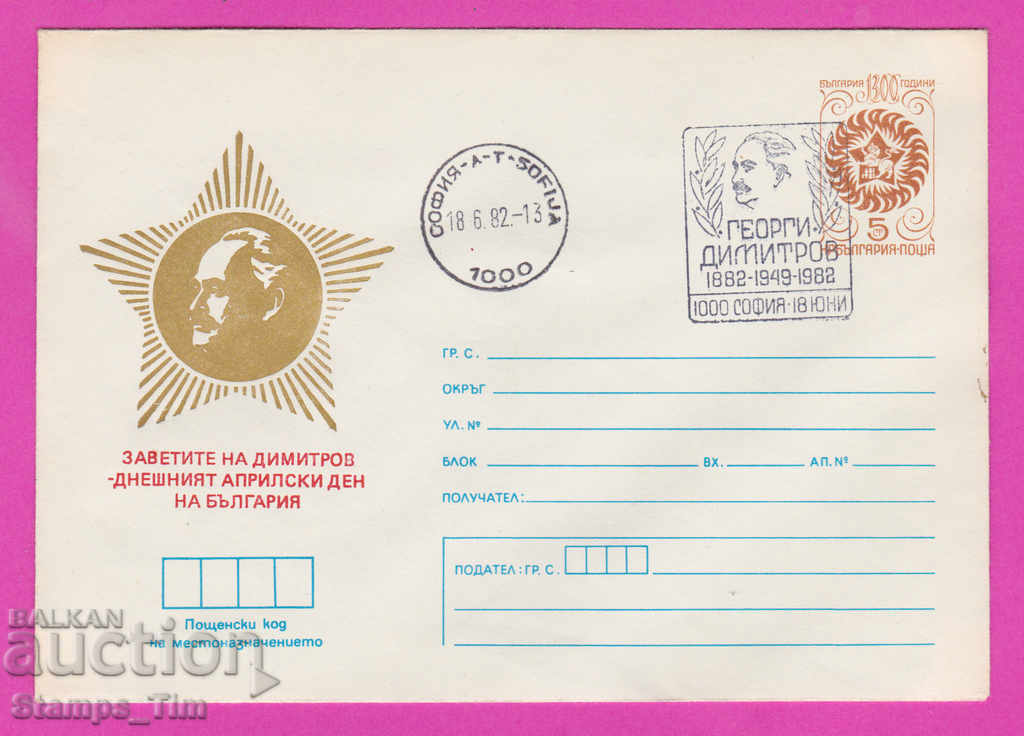 БЪЛГАРИЯ 1300 ГОДИНИ
5 СТ
НР БЪЛГАРИЯ·ПОЩА
СОФИЯ-А-Т-SOFIJA
18 6. 82.-13
1000
·ГЕОРГИ·
ДИМИТРОВ
1882-1949-1982
1000 СОФИЯ·18 ЮНИ
ЗАВЕТИТЕ НА ДИМИТРОВ
-ДНЕШНИЯТ АПРИЛСКИ ДЕН
НА БЪЛГАРИЯ
ГР. С.
ОКРЪГ
УЛ. №
БЛОК ВХ. АП. №
ПОЛУЧАТЕЛ:
ПОДАТЕЛ: ГР. С.
Пощенски код
на местоназначението
BALKAN
auction
Stamps_Tim